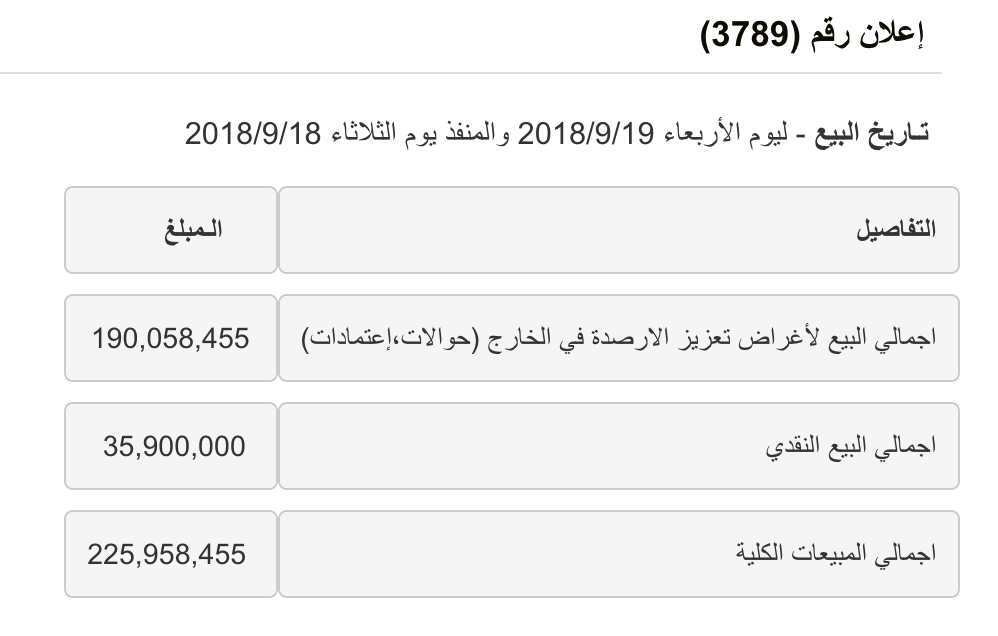 إعلان رقم (3789)
تـاريخ البيع - ليوم الأربعاء 2018/9/19 والمنفذ يوم الثلاثاء 2018/9/18
التفاصيل الـمبلغ
اجمالي البيع لأغراض تعزيز الارصدة في الخارج (حوالات،إعتمادات) 190,058,455
اجمالي البيع النقدي 35,900,000
اجمالي المبيعات الكلية 225,958,455